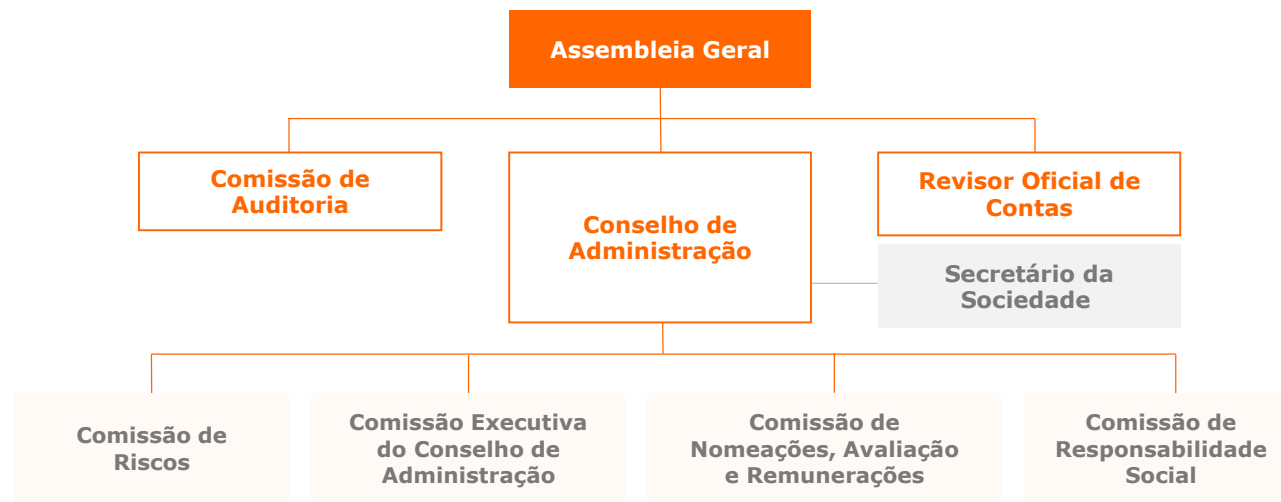 Assembleia Geral
Comissão de
Auditoria
Conselho de
Administração
Revisor Oficial de
Contas
Secretário da
Sociedade
Comissão de
Riscos
Comissão Executiva
do Conselho de
Administração
Comissão de
Nomeações, Avaliação
e Remunerações
Comissão de
Responsabilidade
Social